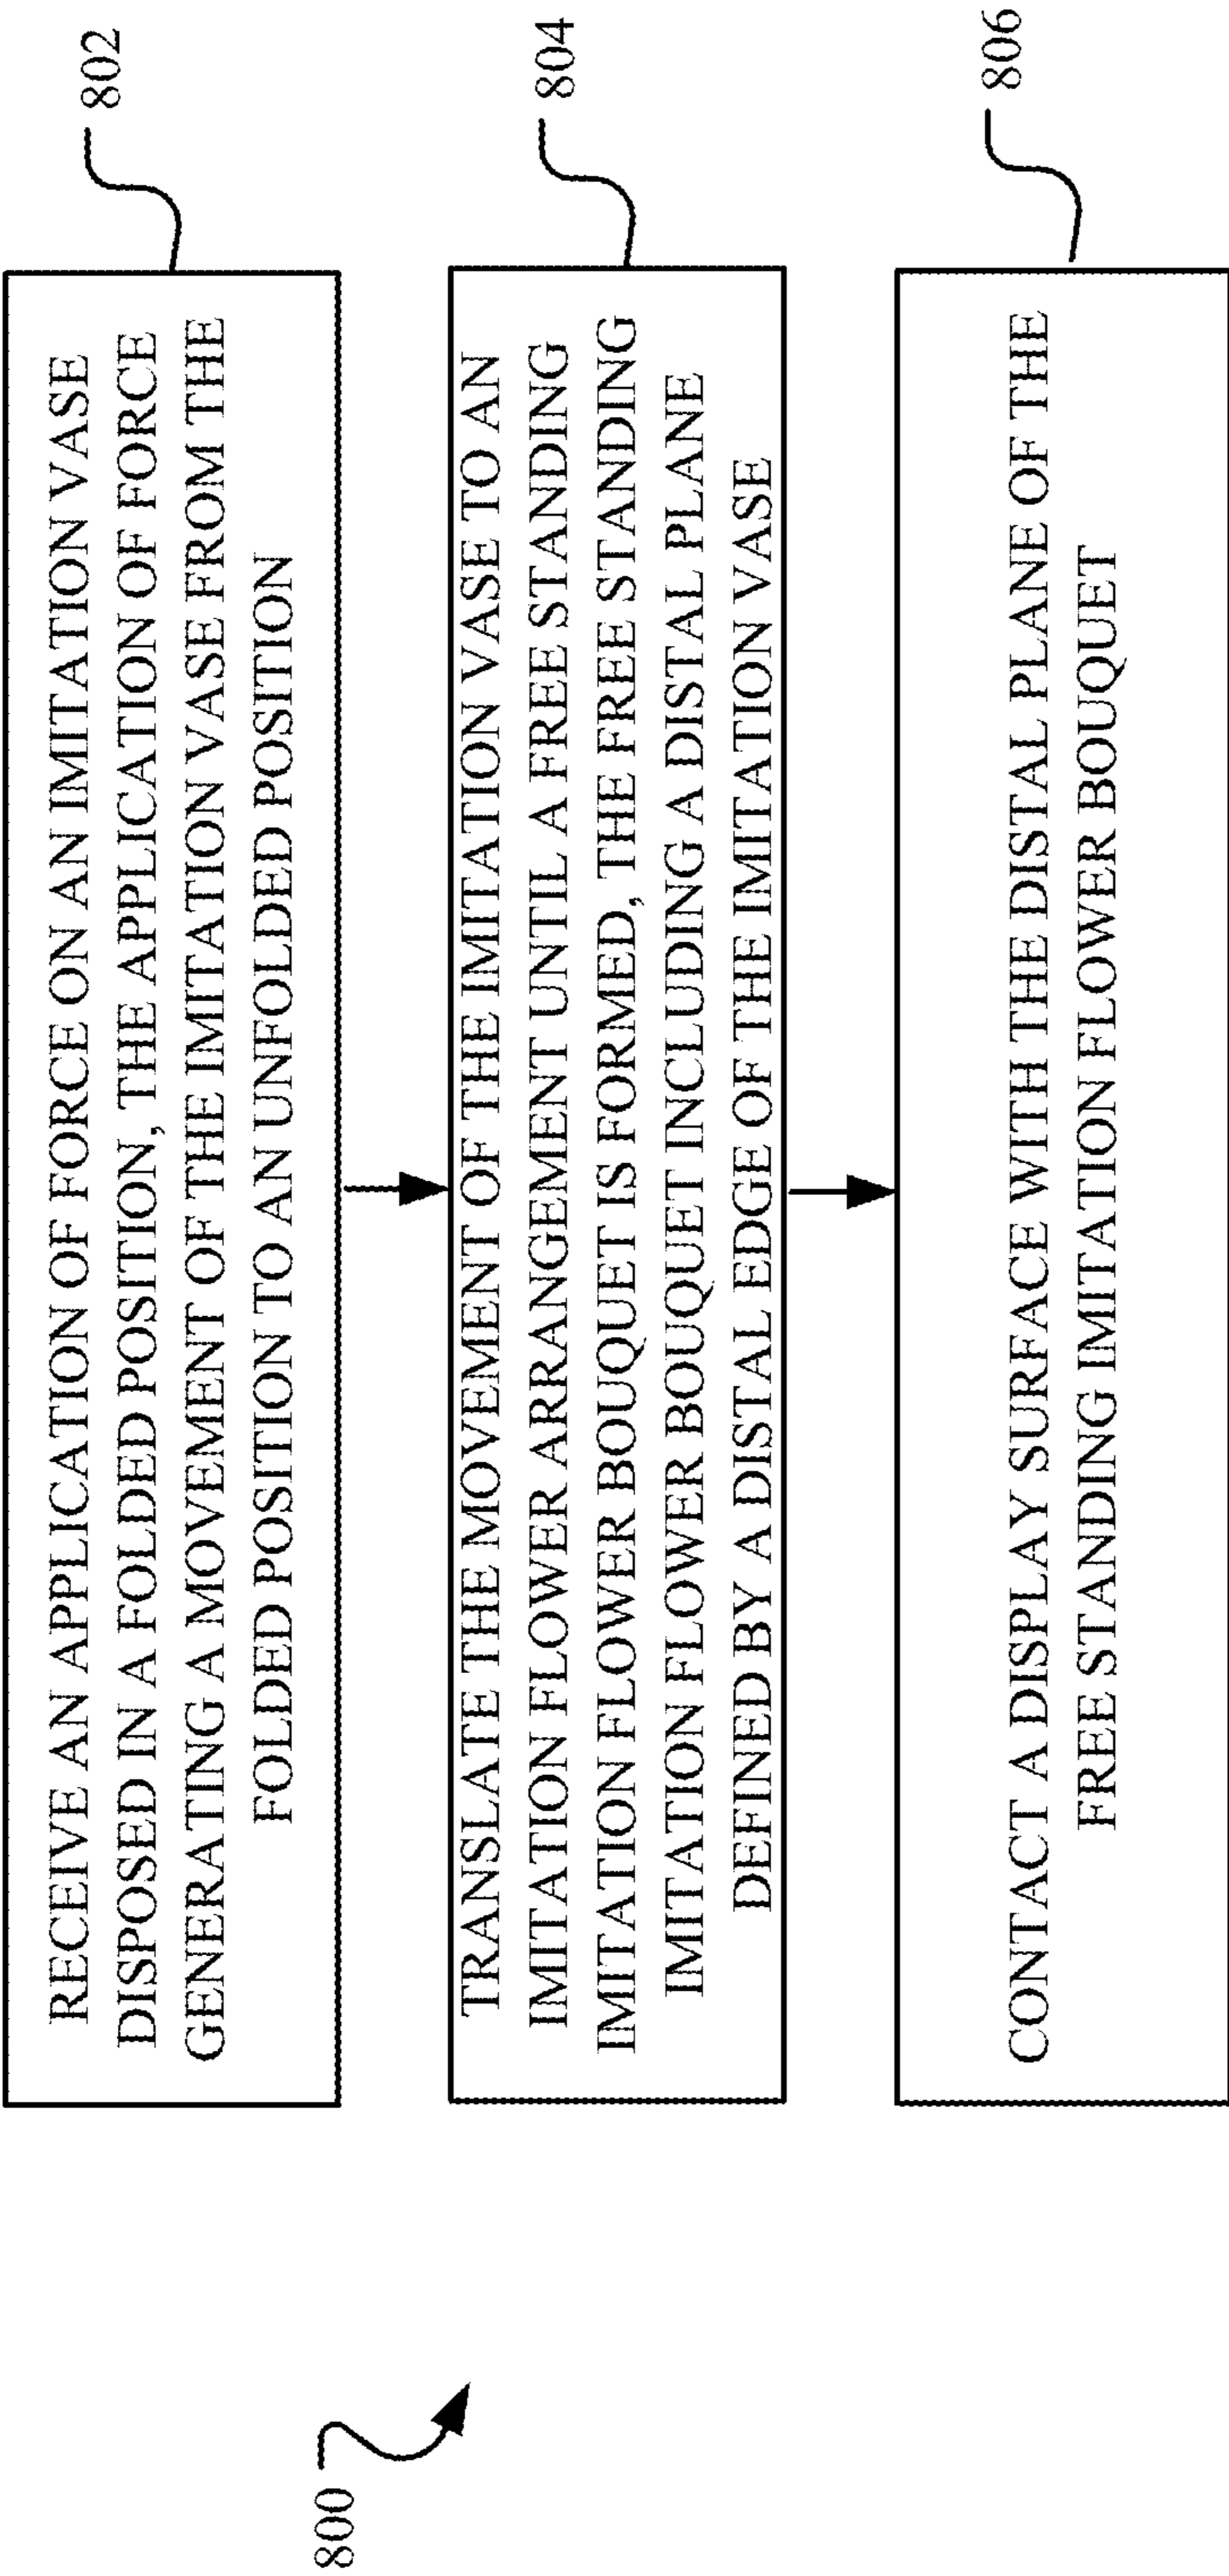 800
802
RECEIVE AN APPLICATION OF FORCE ON AN IMITATION VASE
DISPOSED IN A FOLDED POSITION, THE APPLICATION OF FORCE
GENERATING A MOVEMENT OF THE IMITATION VASE FROM THE
FOLDED POSITION TO AN UNFOLDED POSITION
804
TRANSLATE THE MOVEMENT OF THE IMITATION VASE TO AN
IMITATION FLOWER ARRANGEMENT UNTIL A FREE STANDING
IMITATION FLOWER BOUQUET IS FORMED, THE FREE STANDING
IMITATION FLOWER BOUQUET INCLUDING A DISTAL PLANE
DEFINED BY A DISTAL EDGE OF THE IMITATION VASE
806
CONTACT A DISPLAY SURFACE WITH THE DISTAL PLANE OF THE
FREE STANDING IMITATION FLOWER BOUQUET